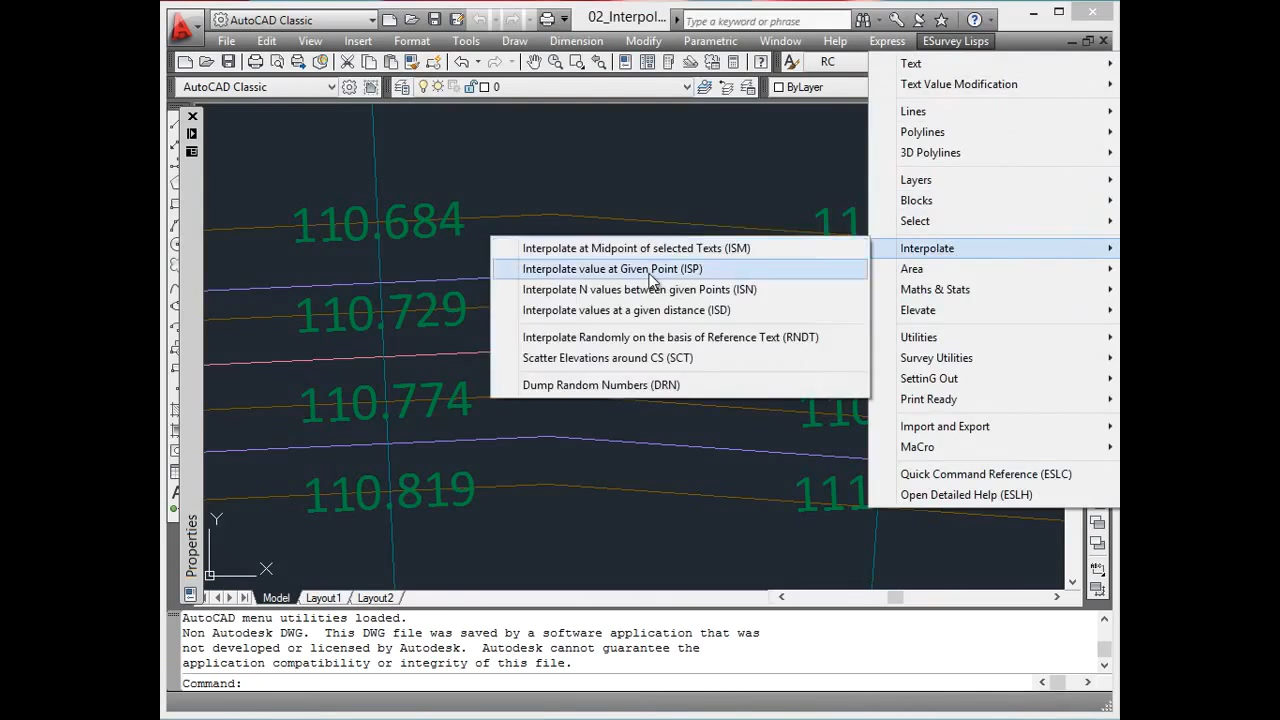 AutoCAD Classic
02_Interpol...
Type a keyword or phrase
File Edit View Insert Format Tools Draw Dimension Modify Parametric Window Help Express ESurvey Lisps
RC
AutoCAD Classic
0
ByLayer
Text
Text Value Modification
Lines
Polylines
3D Polylines
Layers
Blocks
Select
Interpolate
Area
Maths & Stats
Elevate
Utilities
Survey Utilities
SettinG Out
Print Ready
Import and Export
MaCro
Quick Command Reference (ESLC)
Open Detailed Help (ESLH)
Interpolate at Midpoint of selected Texts (ISM)
Interpolate value at Given Point (ISP)
Interpolate N values between given Points (ISN)
Interpolate values at a given distance (ISD)
Interpolate Randomly on the basis of Reference Text (RNDT)
Scatter Elevations around CS (SCT)
Dump Random Numbers (DRN)
110.684
110.729
110.774
110.819
11
110
111
Y
X
Properties
Model Layout1 Layout2
AutoCAD menu utilities loaded.
Non Autodesk DWG. This DWG file was saved by a software application that was
not developed or licensed by Autodesk. Autodesk cannot guarantee the
application compatibility or integrity of this file.
Command: